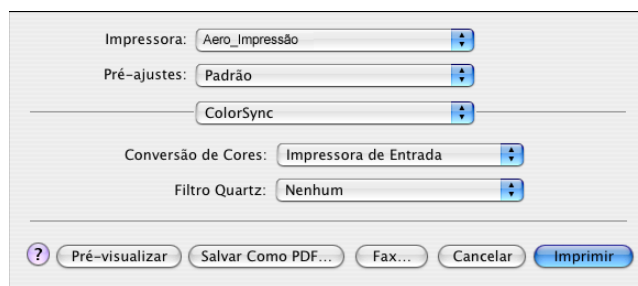 Impressora: Aero_Impressão
Pré-ajustes: Padrão
ColorSync
Conversão de Cores: Impressora de Entrada
Filtro Quartz: Nenhum
? Pré-visualizar Salvar Como PDF... Fax... Cancelar Imprimir